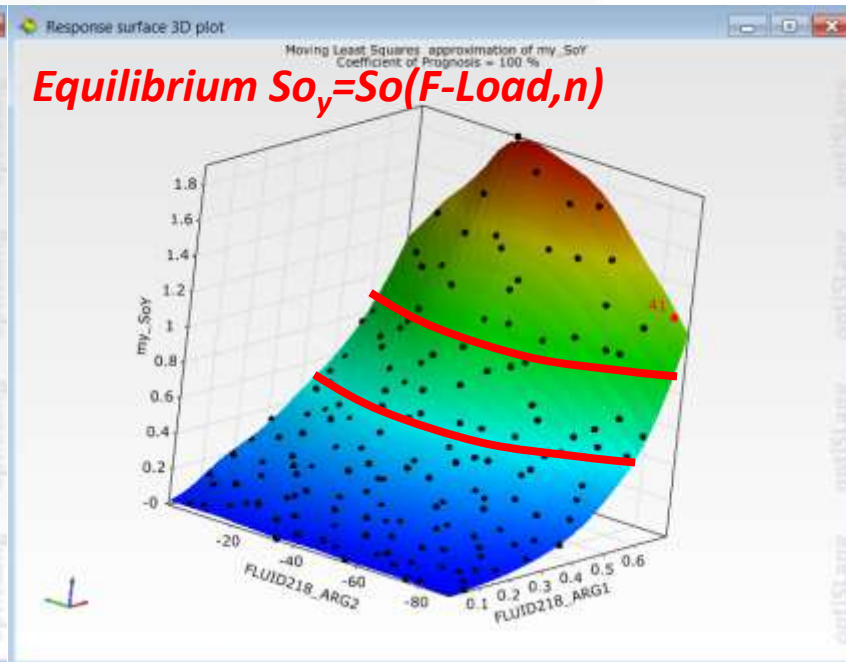 Response surface 3D plot
Moving Least Squares approximation of my_SoY
Coefficient of Prognosis = 100 %
Equilibrium Soy=So(F-Load,n)
1.8
1.6
1.4
1.2
1
0.8
0.6
0.4
0.2
-0
my_SoY
41
-20
-40
-60
-80
FLUID218_ARG2
0.1 0.2 0.3 0.4 0.5 0.6
FLUID218_ARG1